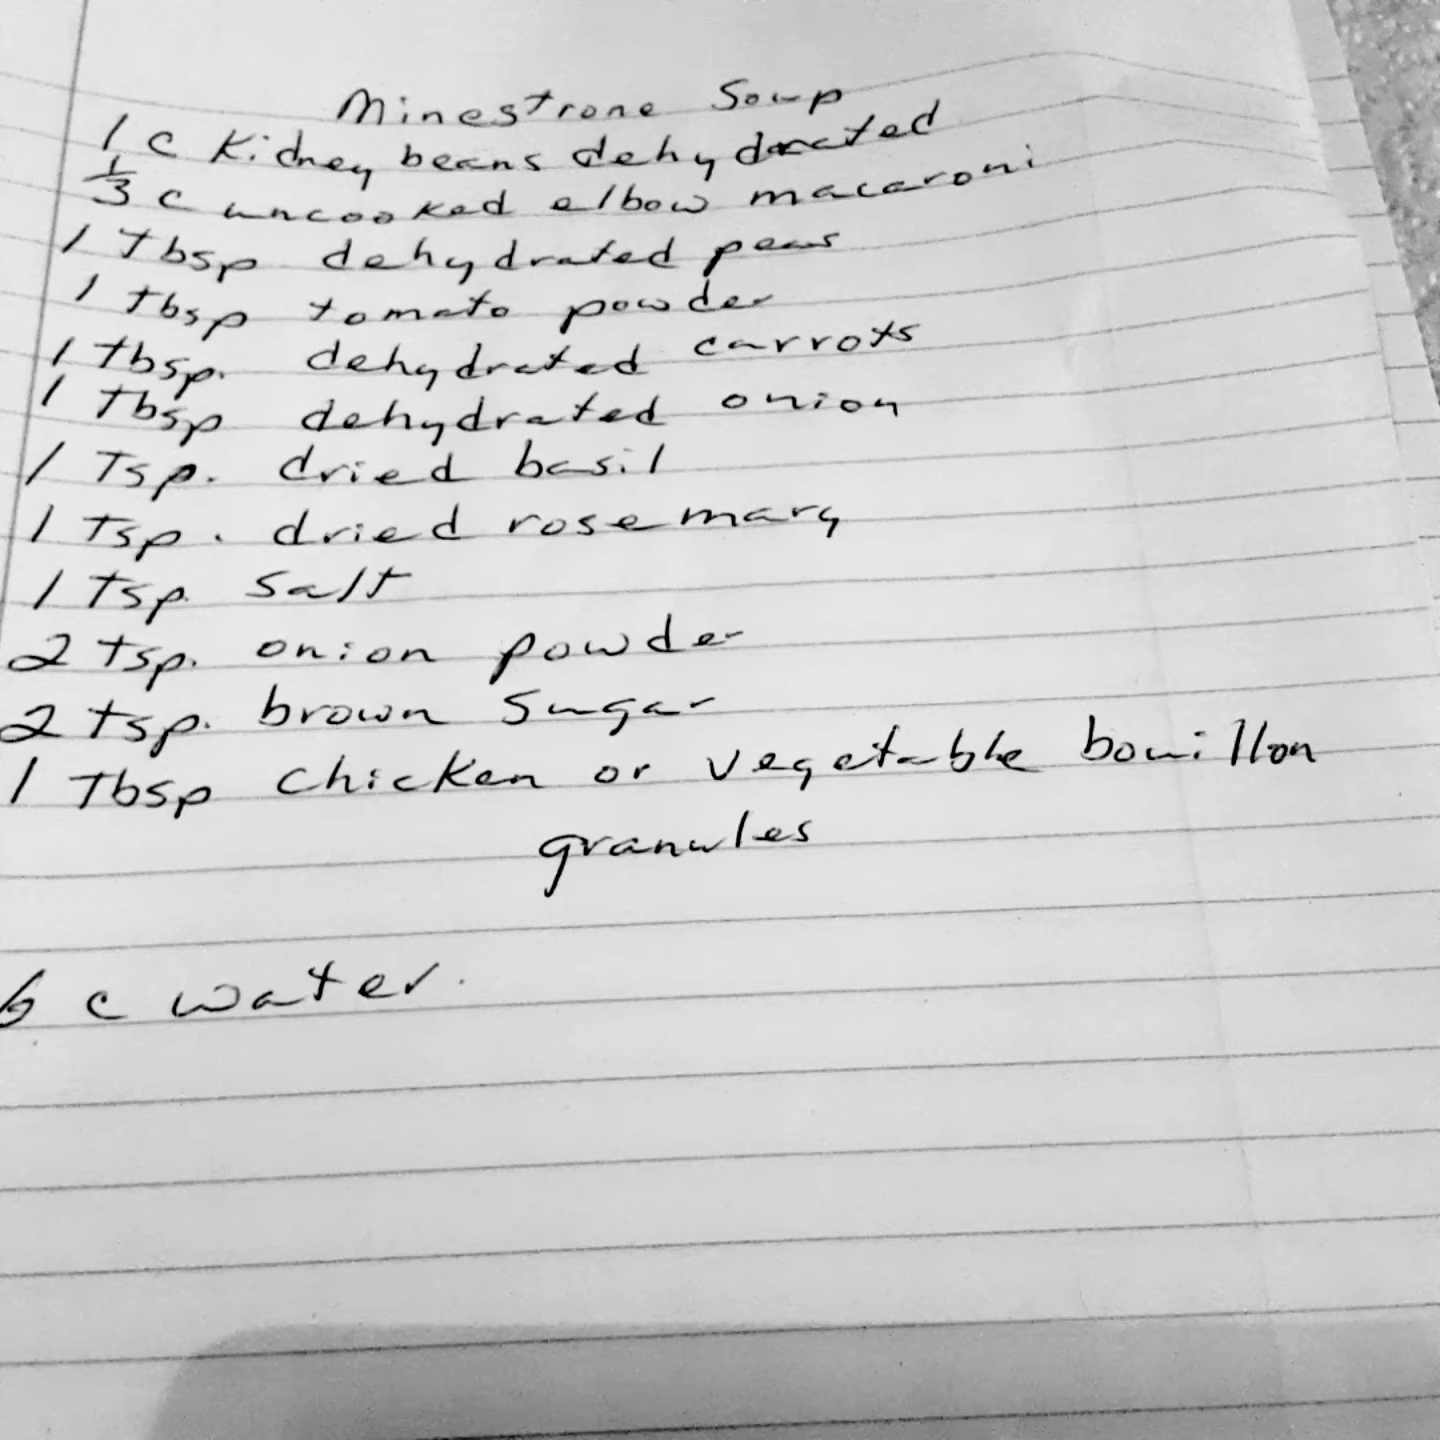 Minestrone Soup
1 c Kidney beans dehydrated
1/3 c uncooked elbow macaroni
1 Tbsp dehydrated peas
1 Tbsp tomato powder
1 Tbsp. dehydrated carrots
1 Tbsp dehydrated onion
1 Tsp. dried basil
1 Tsp. dried rosemary
1 Tsp. Salt
2 tsp. onion powder
2 tsp. brown Sugar
1 Tbsp Chicken or vegetable bouillon
granules
6 c water.